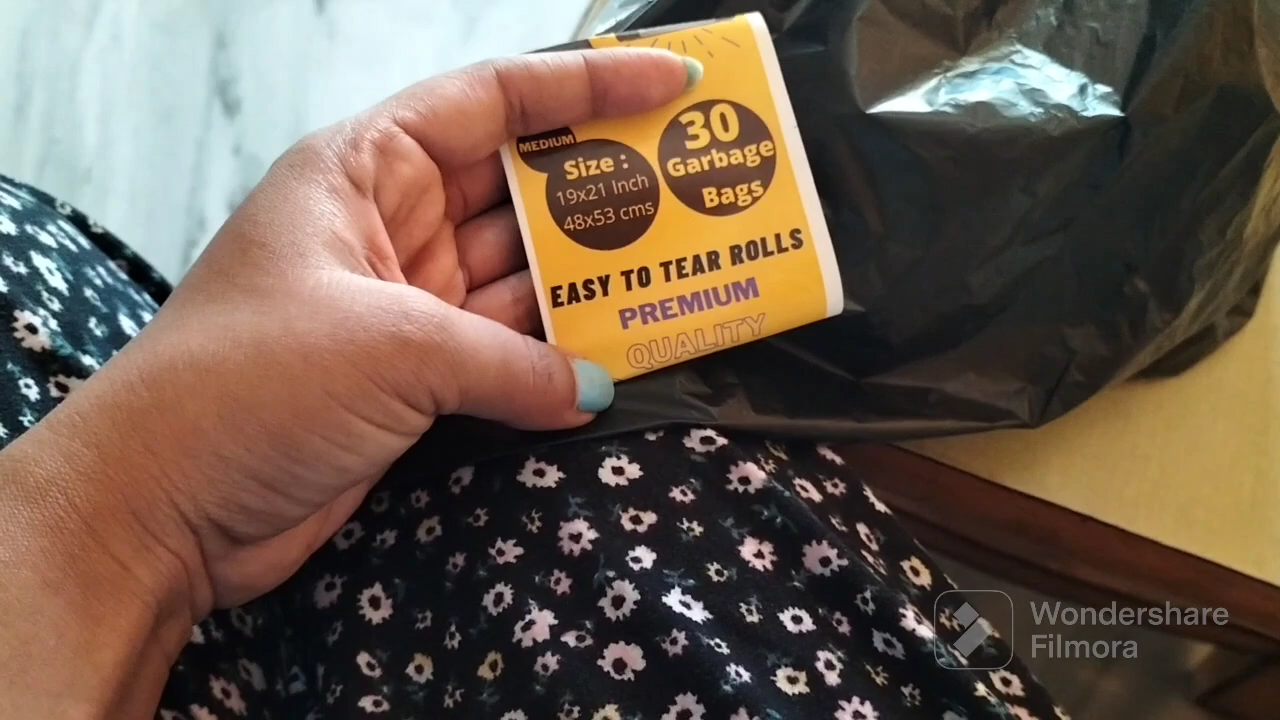 MEDIUM
Size :
19x21 Inch
48x53 cms
30
Garbage
Bags
EASY TO TEAR ROLLS
PREMIUM
QUALITY
Wondershare
Filmora